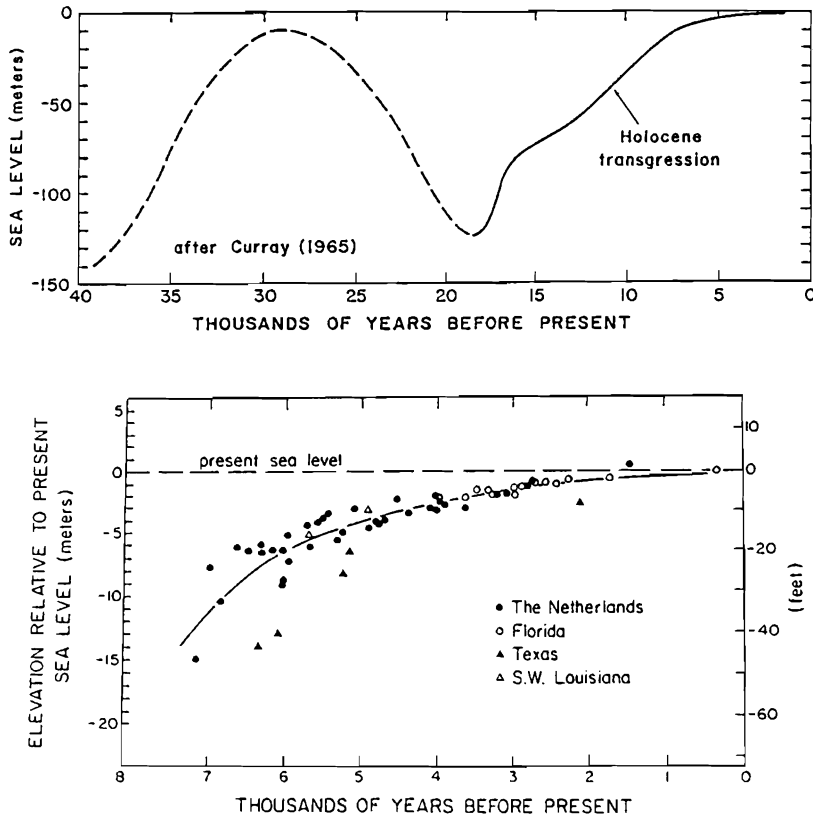 0
-50
-100
-150
SEA LEVEL (meters)
Holocene
transgression
after Curray (1965)
40 35 30 25 20 15 10 5 0
THOUSANDS OF YEARS BEFORE PRESENT
5
0
-5
-10
-15
-20
ELEVATION RELATIVE TO PRESENT
SEA LEVEL (meters)
present sea level
The Netherlands
Florida
Texas
S.W. Louisiana
10
0
-20
-40
-60
(feet)
8 7 6 5 4 3 2 1 0
THOUSANDS OF YEARS BEFORE PRESENT